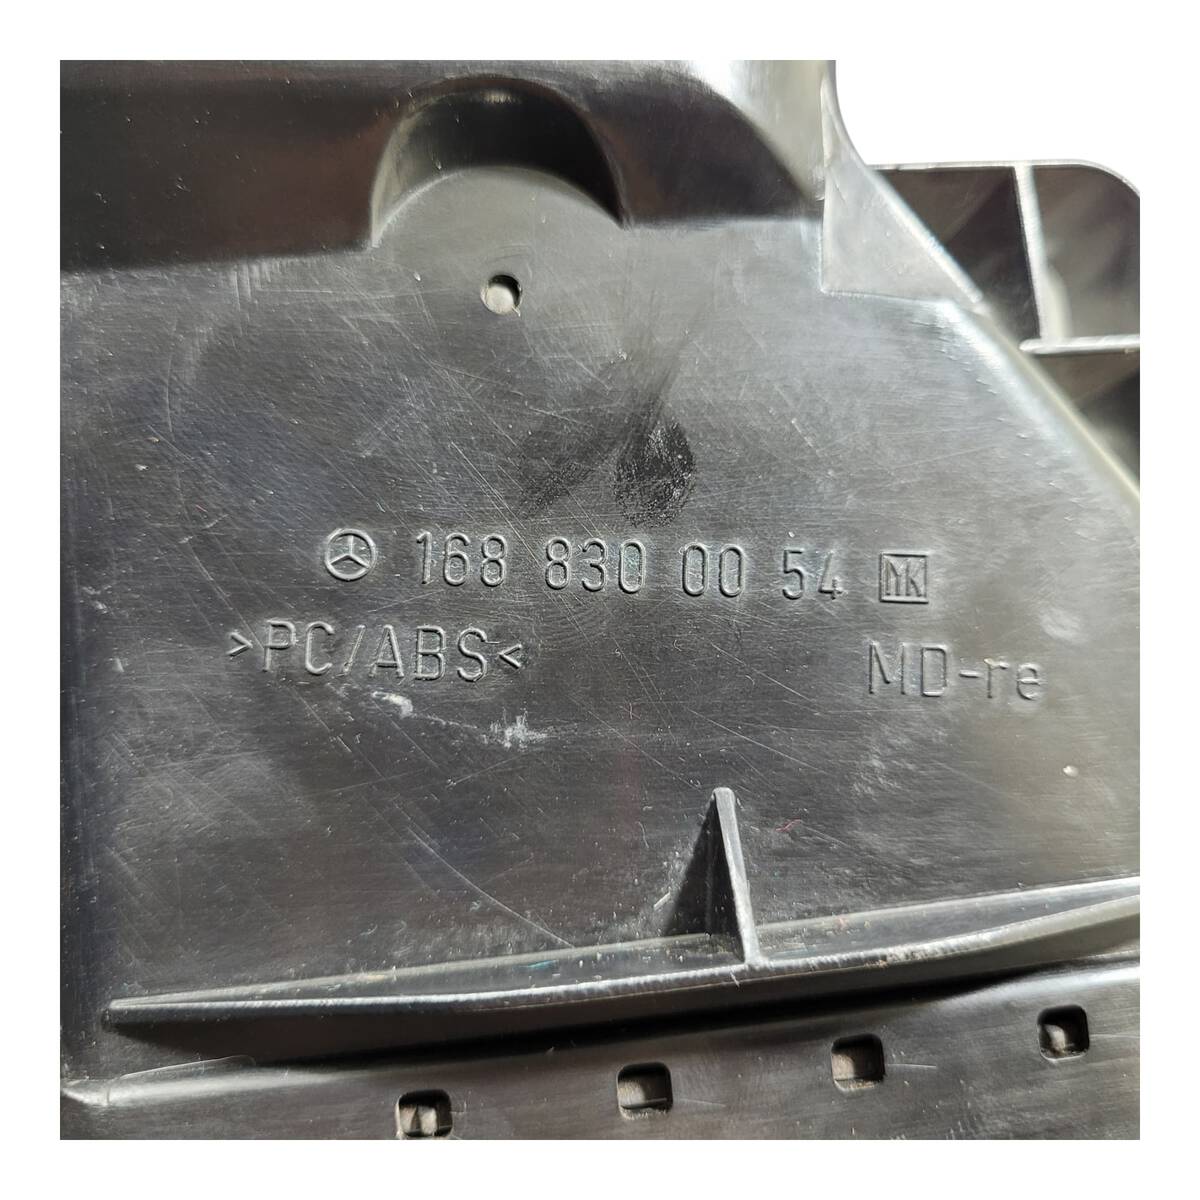 168 830 00 54 MK
>PC/ABS< MD-re